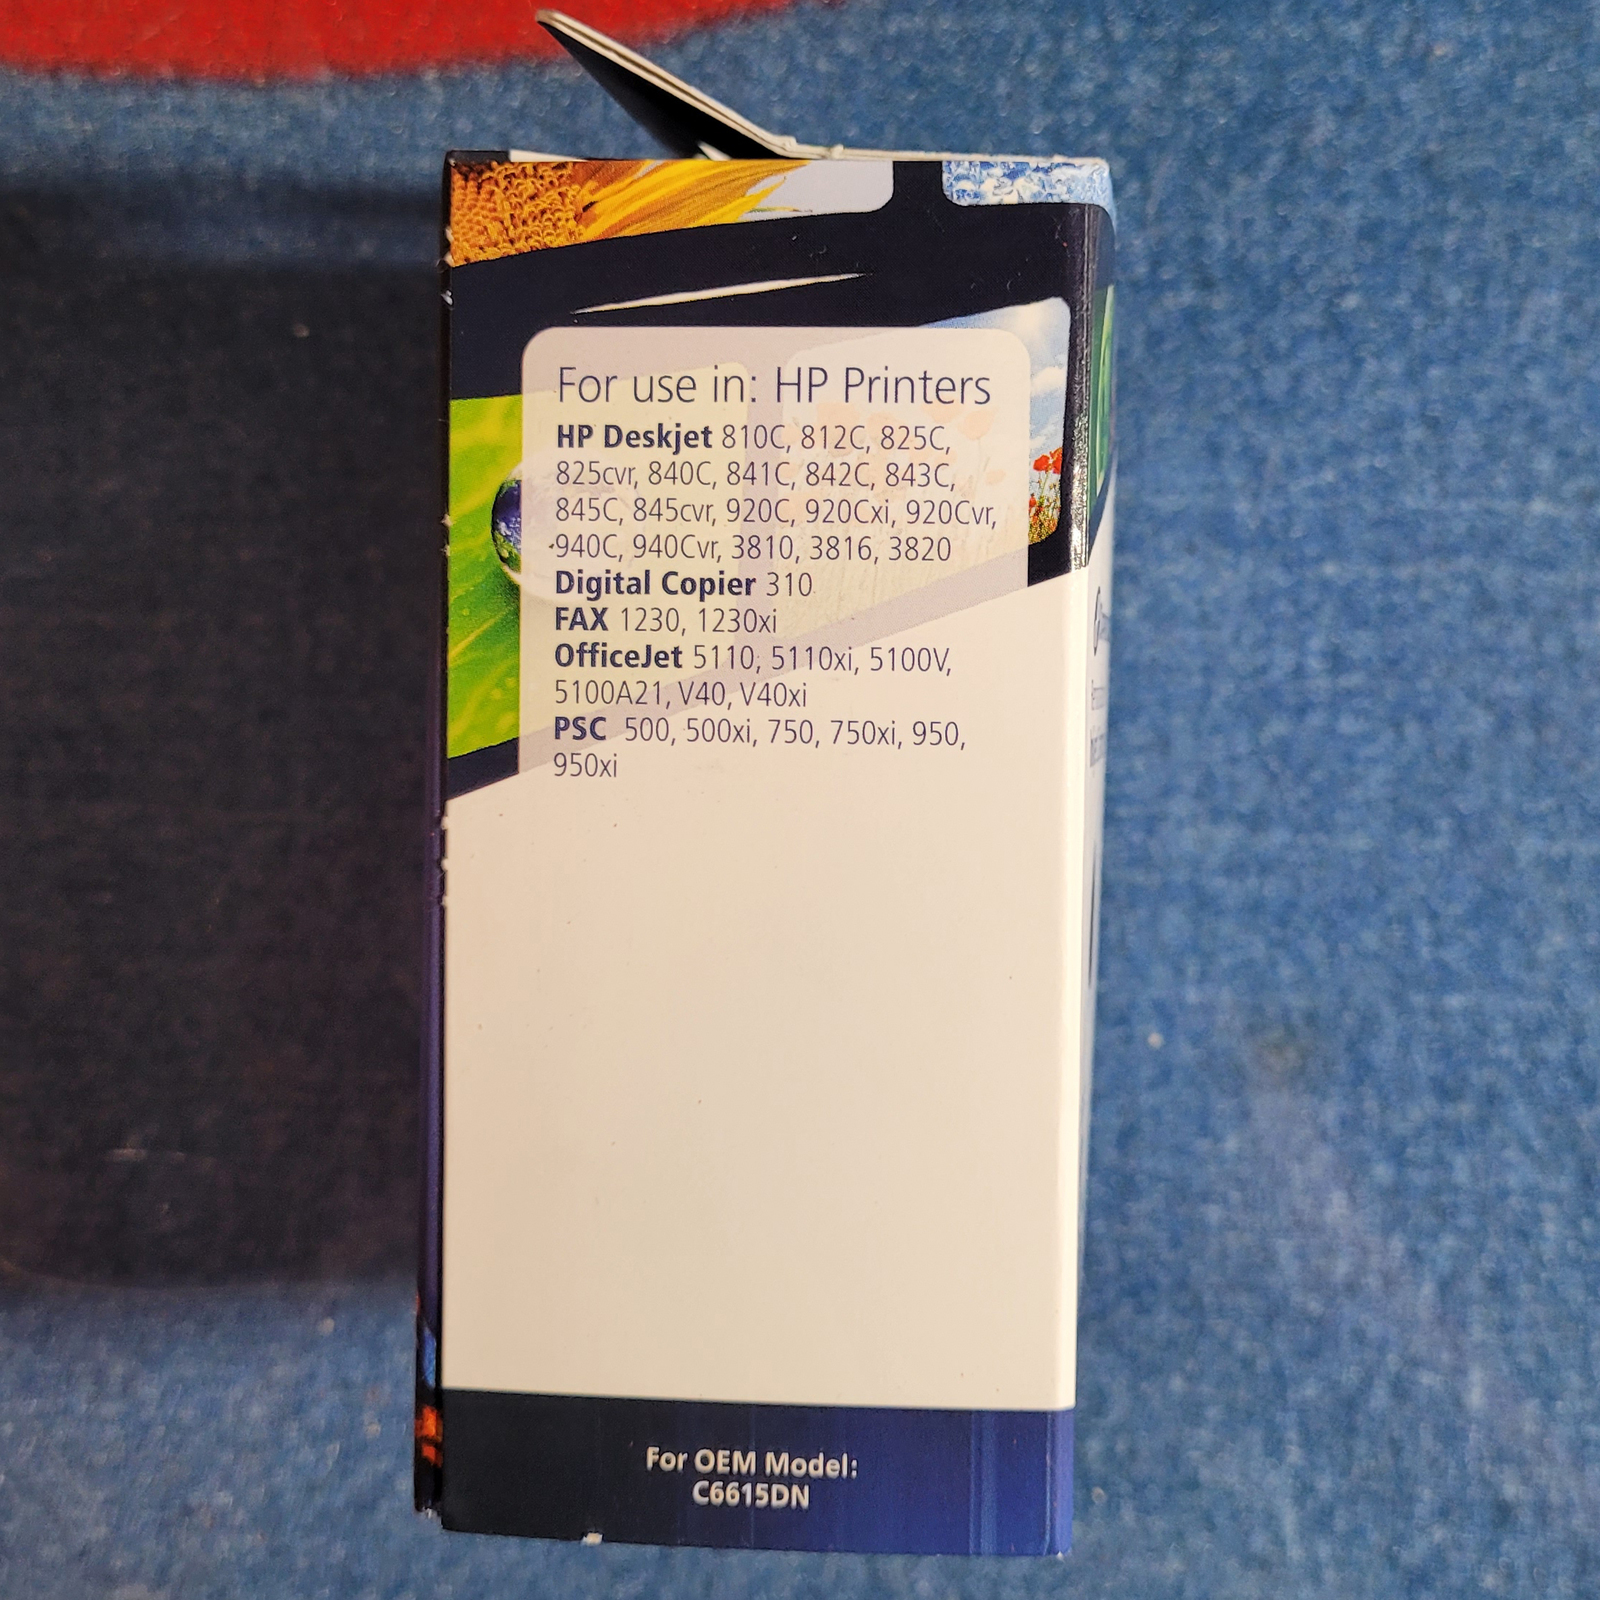 For use in: HP Printers
HP Deskjet 810C, 812C, 825C,
825cvr, 840C, 841C, 842C, 843C,
845C, 845cvr, 920C, 920Cxi, 920Cvr,
940C, 940Cvr, 3810, 3816, 3820
Digital Copier 310
FAX 1230, 1230xi
OfficeJet 5110, 5110xi, 5100V,
5100A21, V40, V40xi
PSC 500, 500xi, 750, 750xi, 950,
950xi
For OEM Model:
C6615DN